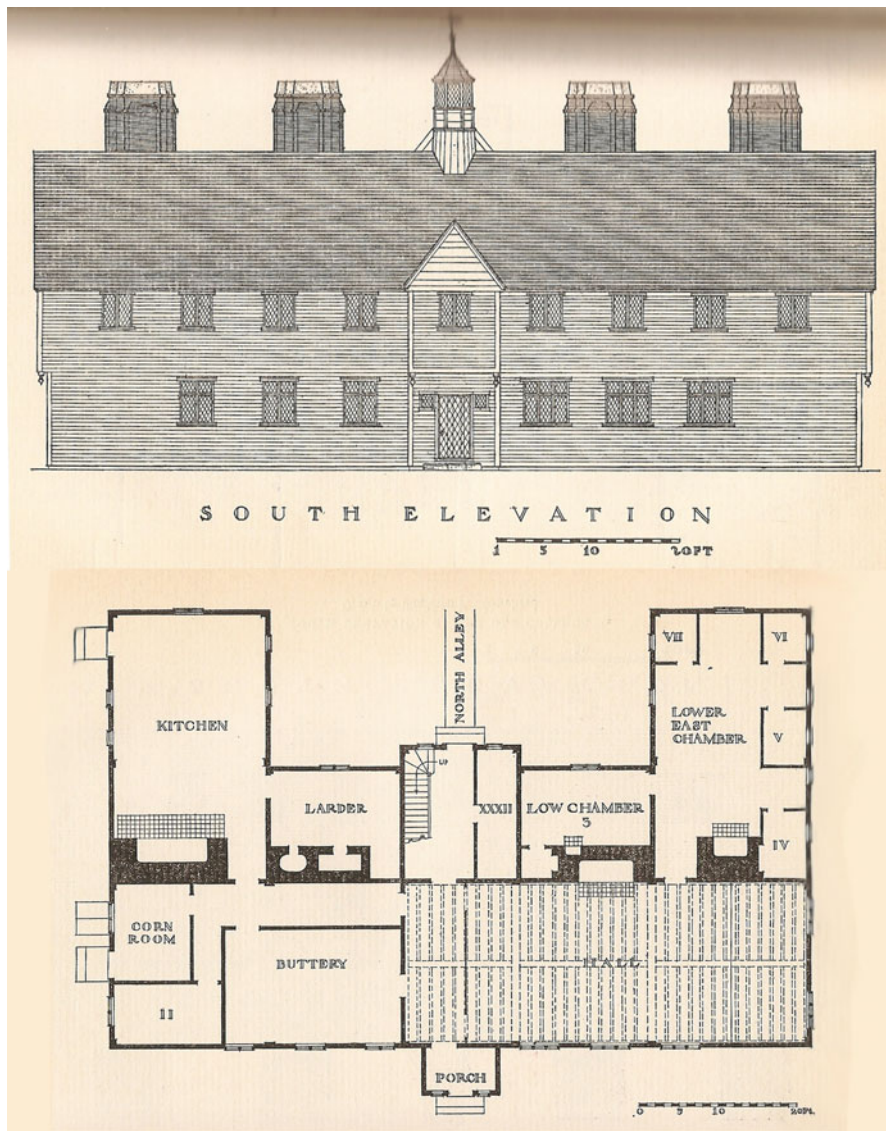 SOUTH ELEVATION
1 5 10 20FT
NORTH ALLEY
VII
VI
KITCHEN
LOWER
EAST
CHAMBER
V
UP
LARDER
XXXII
LOW CHAMBER
5
IV
CORN
ROOM
BUTTERY
HALL
II
PORCH
0 5 10 20FT.